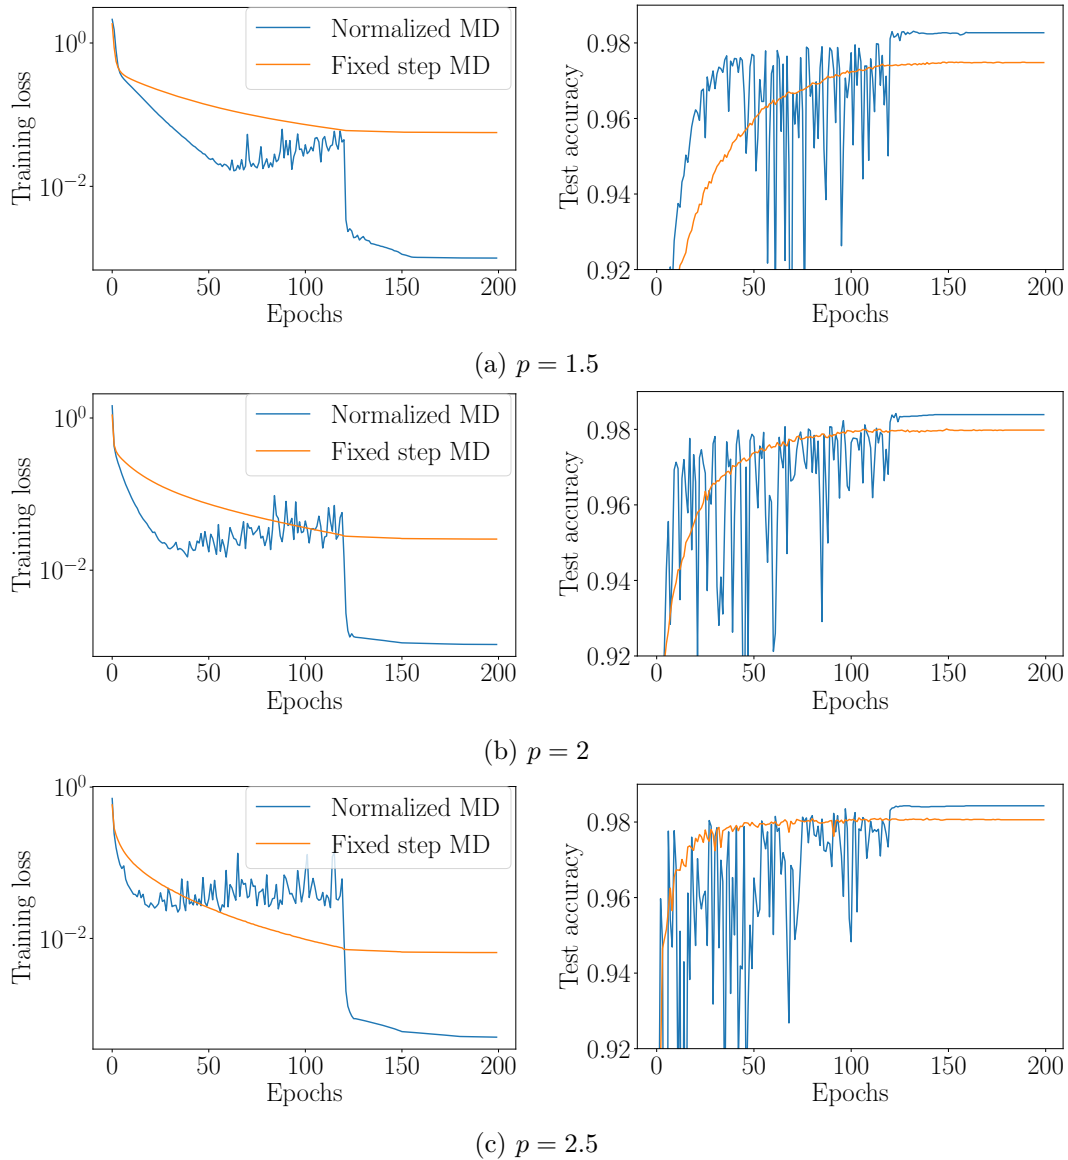 Training loss
10^0
10^-2
Normalized MD
Fixed step MD
0 50 100 150 200
Epochs
Test accuracy
0.98
0.96
0.94
0.92
0 50 100 150 200
Epochs
(a) p = 1.5
Training loss
10^0
10^-2
Normalized MD
Fixed step MD
0 50 100 150 200
Epochs
Test accuracy
0.98
0.96
0.94
0.92
0 50 100 150 200
Epochs
(b) p = 2
Training loss
10^0
10^-2
Normalized MD
Fixed step MD
0 50 100 150 200
Epochs
Test accuracy
0.98
0.96
0.94
0.92
0 50 100 150 200
Epochs
(c) p = 2.5